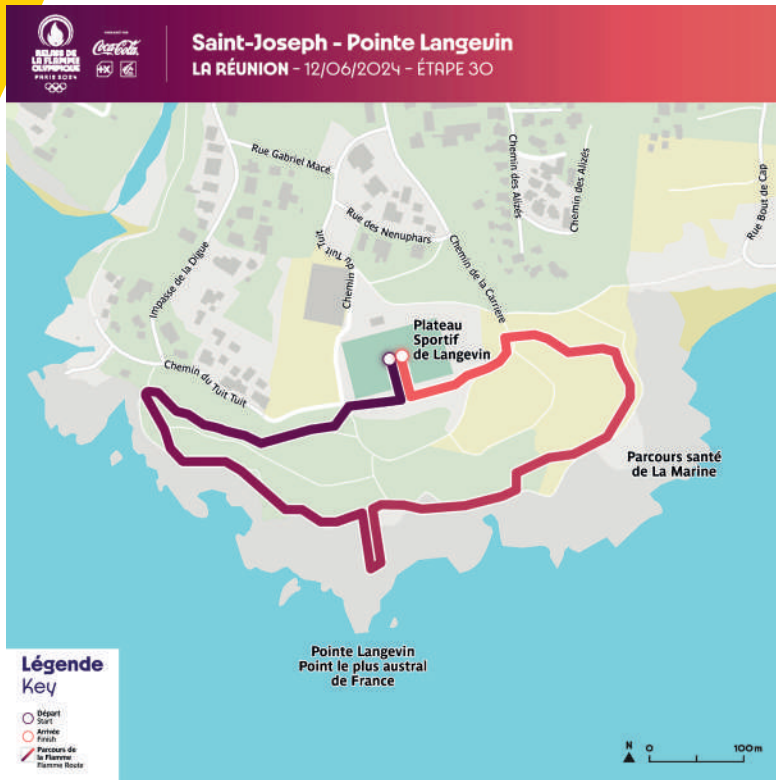 RELAIS DE
LA FLAMME
OLYMPIQUE
PARIS 2024
Coca-Cola
Saint-Joseph - Pointe Langevin
LA RÉUNION - 12/06/2024 - ÉTAPE 30
Rue Gabriel Macé
Rue des Nenuphars
Chemin du Tuit Tuit
Chemin des Alizés
Chemin des Alizés
Rue Bout de Cap
Impasse de la Digue
Chemin de la Carriere
Chemin du Tuit Tuit
Plateau
Sportif
de Langevin
Parcours santé
de La Marine
Pointe Langevin
Point le plus austral
de France
Légende
Key
Départ
Start
Arrivée
Finish
Parcours de
la Flamme
Flamme Route
N 0 100 m